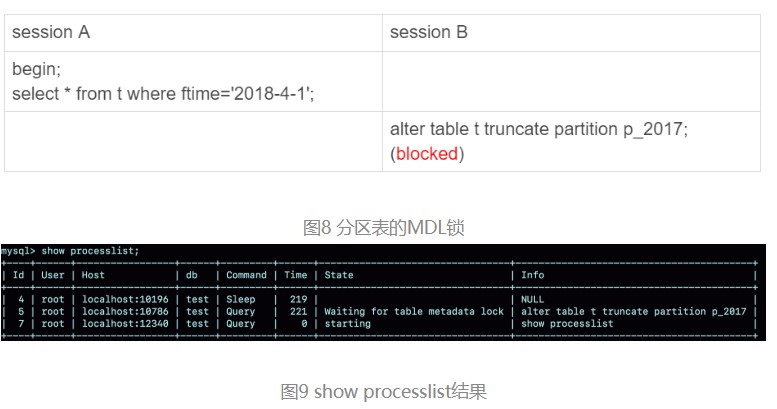 session A session B
begin;
select * from t where ftime='2018-4-1';
alter table t truncate partition p_2017;
(blocked)
图8 分区表的MDL锁
mysql> show processlist;
+----+------+-----------------+------+---------+------+---------------------------------+----------------------------------------+
| Id | User | Host | db | Command | Time | State | Info |
+----+------+-----------------+------+---------+------+---------------------------------+----------------------------------------+
| 4 | root | localhost:10196 | test | Sleep | 219 | | NULL |
| 5 | root | localhost:10786 | test | Query | 221 | Waiting for table metadata lock | alter table t truncate partition p_2017 |
| 7 | root | localhost:12340 | test | Query | 0 | starting | show processlist |
+----+------+-----------------+------+---------+------+---------------------------------+----------------------------------------+
图9 show processlist结果